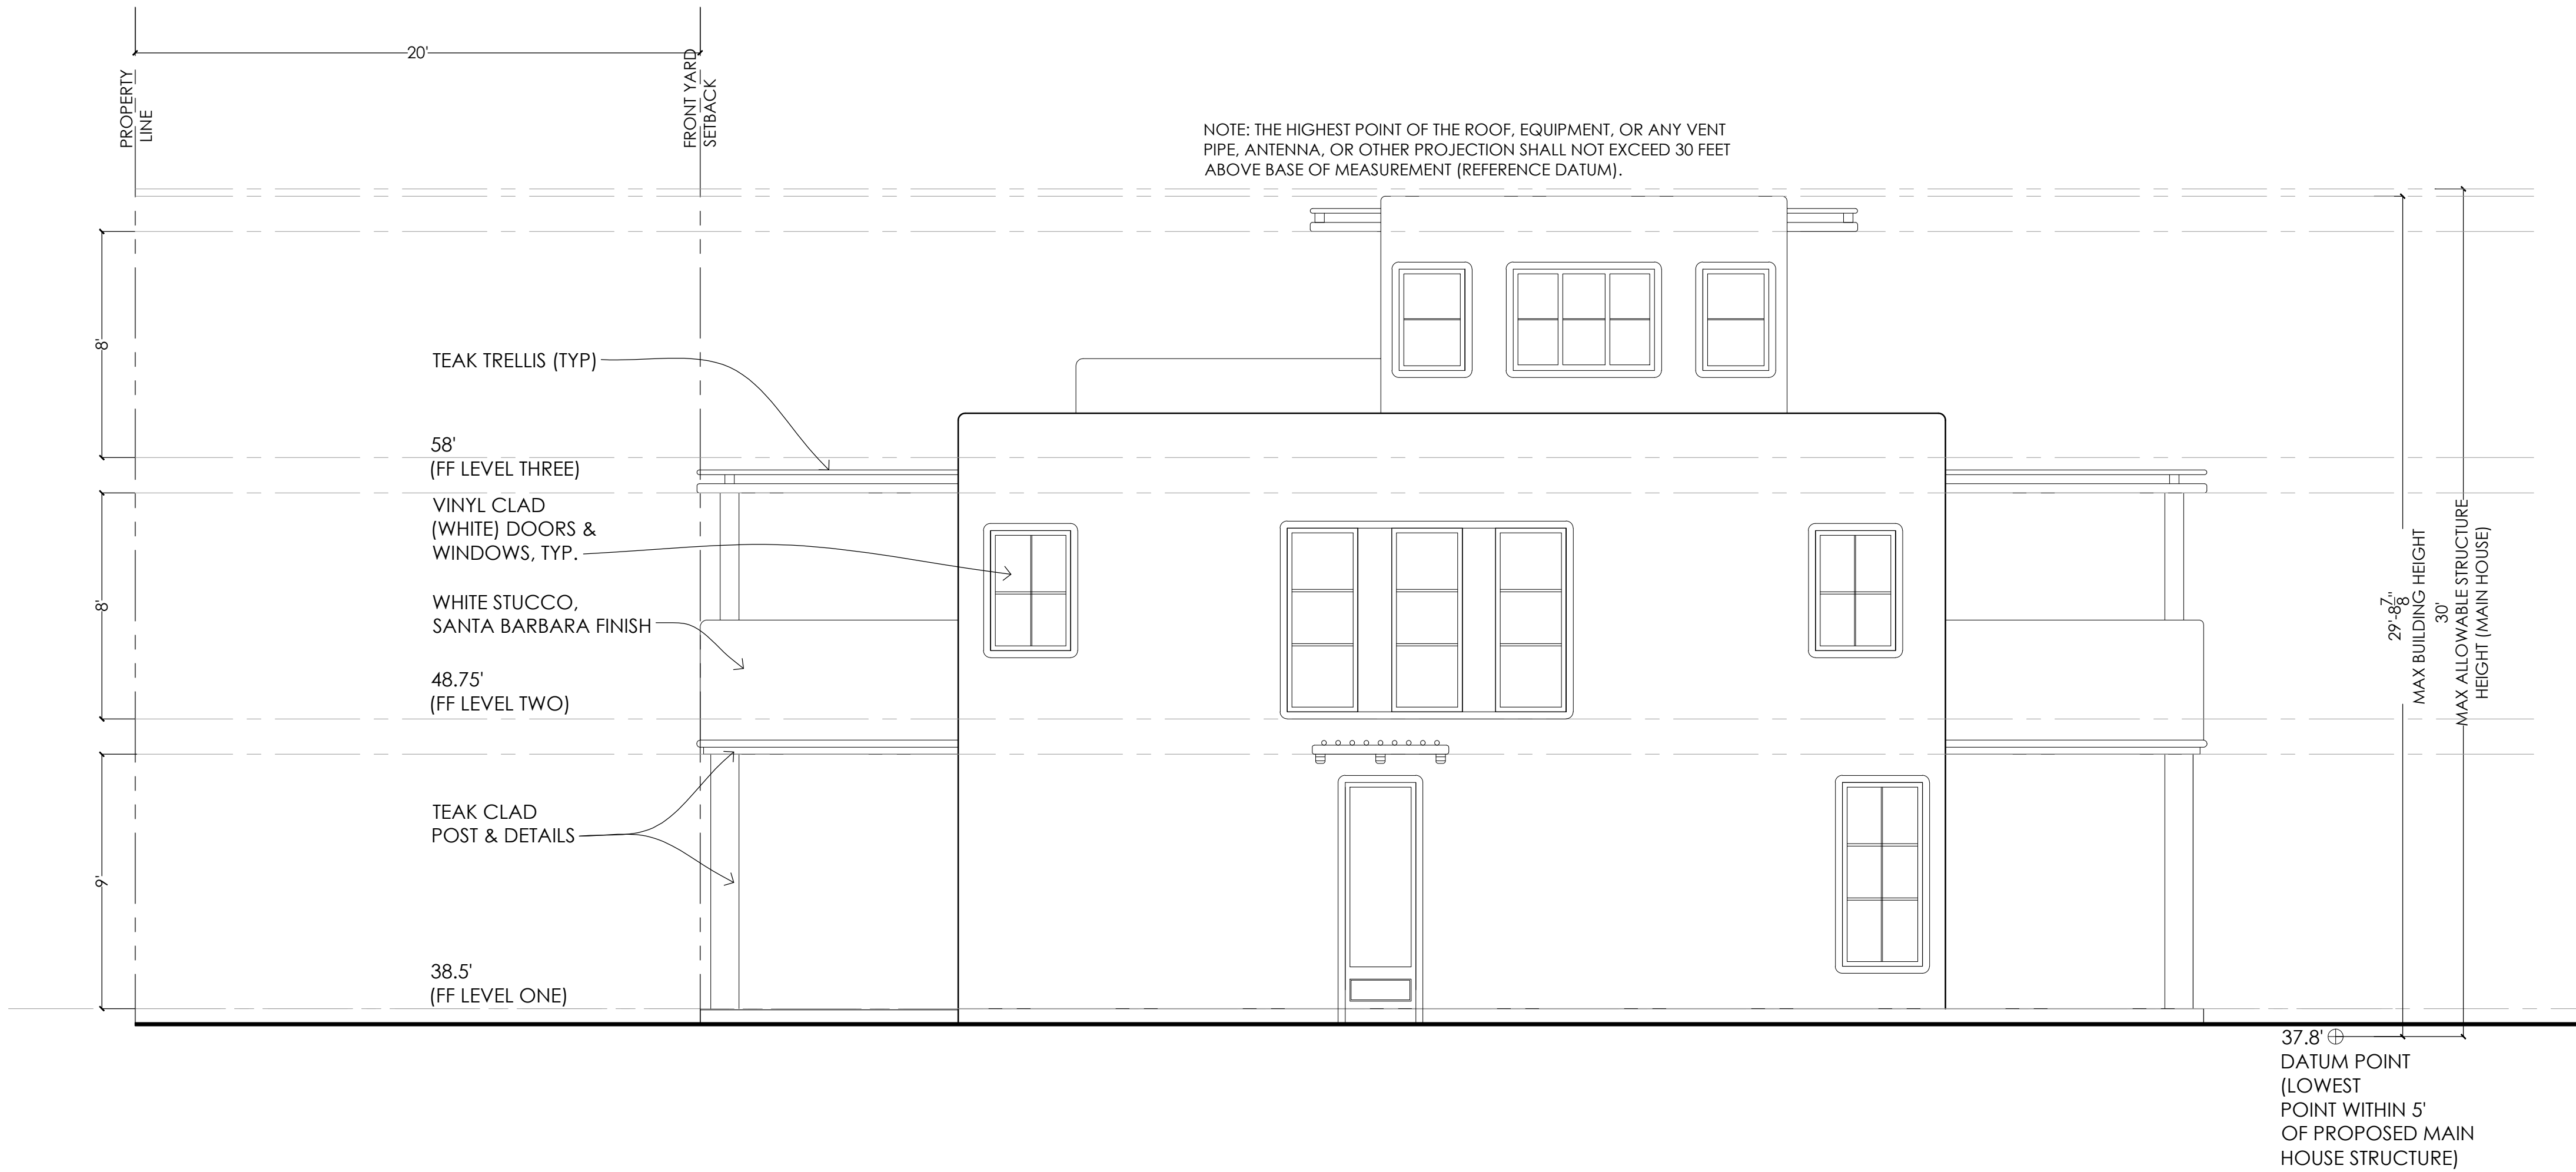 20'
PROPERTY
LINE
FRONT YARD
SETBACK
NOTE: THE HIGHEST POINT OF THE ROOF, EQUIPMENT, OR ANY VENT
PIPE, ANTENNA, OR OTHER PROJECTION SHALL NOT EXCEED 30 FEET
ABOVE BASE OF MEASUREMENT (REFERENCE DATUM).
8'
TEAK TRELLIS (TYP)
58'
(FF LEVEL THREE)
VINYL CLAD
(WHITE) DOORS &
WINDOWS, TYP.
8'
WHITE STUCCO,
SANTA BARBARA FINISH
48.75'
(FF LEVEL TWO)
TEAK CLAD
POST & DETAILS
9'
38.5'
(FF LEVEL ONE)
29'-8 7/8"
MAX BUILDING HEIGHT
30'
MAX ALLOWABLE STRUCTURE
HEIGHT (MAIN HOUSE)
37.8'
DATUM POINT
(LOWEST
POINT WITHIN 5'
OF PROPOSED MAIN
HOUSE STRUCTURE)